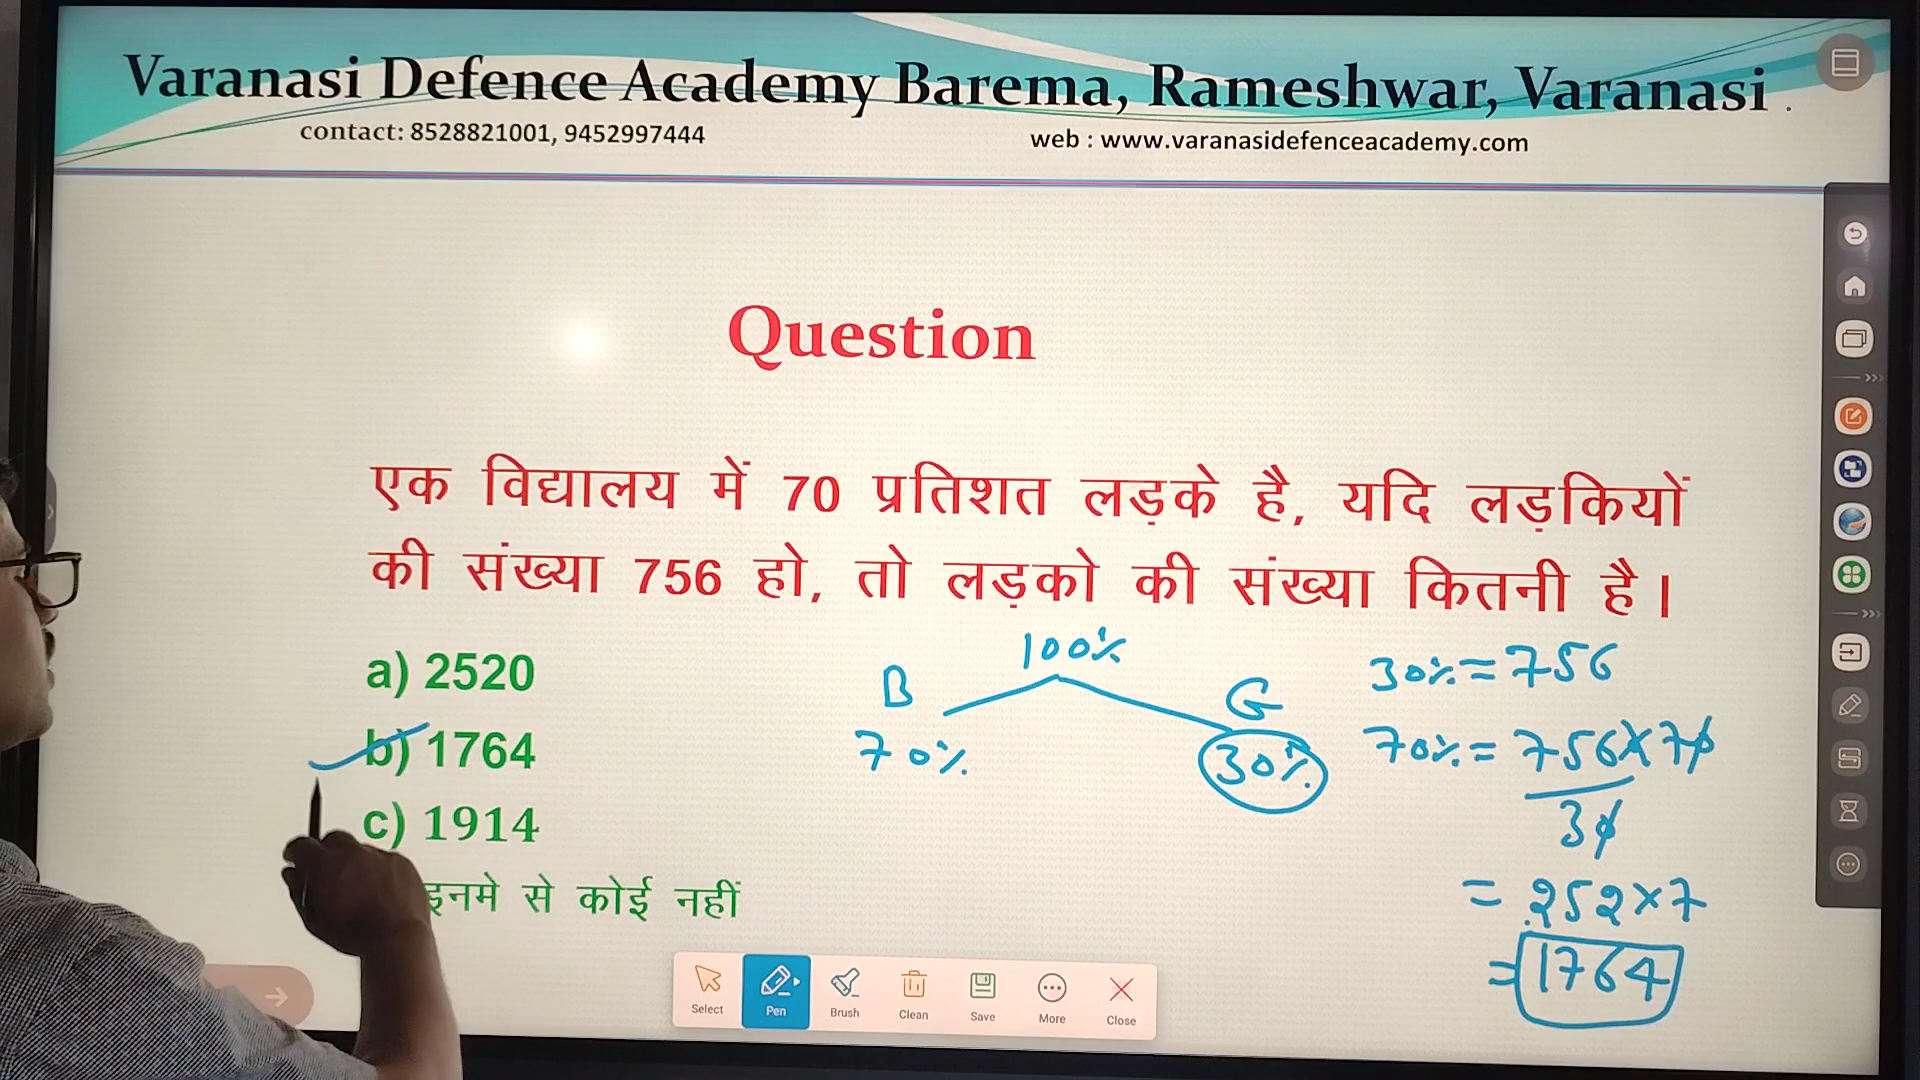 Varanasi Defence Academy Barema, Rameshwar, Varanasi .
contact: 8528821001, 9452997444
web : www.varanasidefenceacademy.com
Question
एक विद्यालय में 70 प्रतिशत लड़के है, यदि लड़कियों
की संख्या 756 हो, तो लड़को की संख्या कितनी है।
a) 2520
b) 1764
c) 1914
इनमे से कोई नहीं
100%
B
G
70%
30%
30% = 756
70% = 756 × 70
30
= 252 × 7
= 1764
Select
Pen
Brush
Clean
Save
More
Close